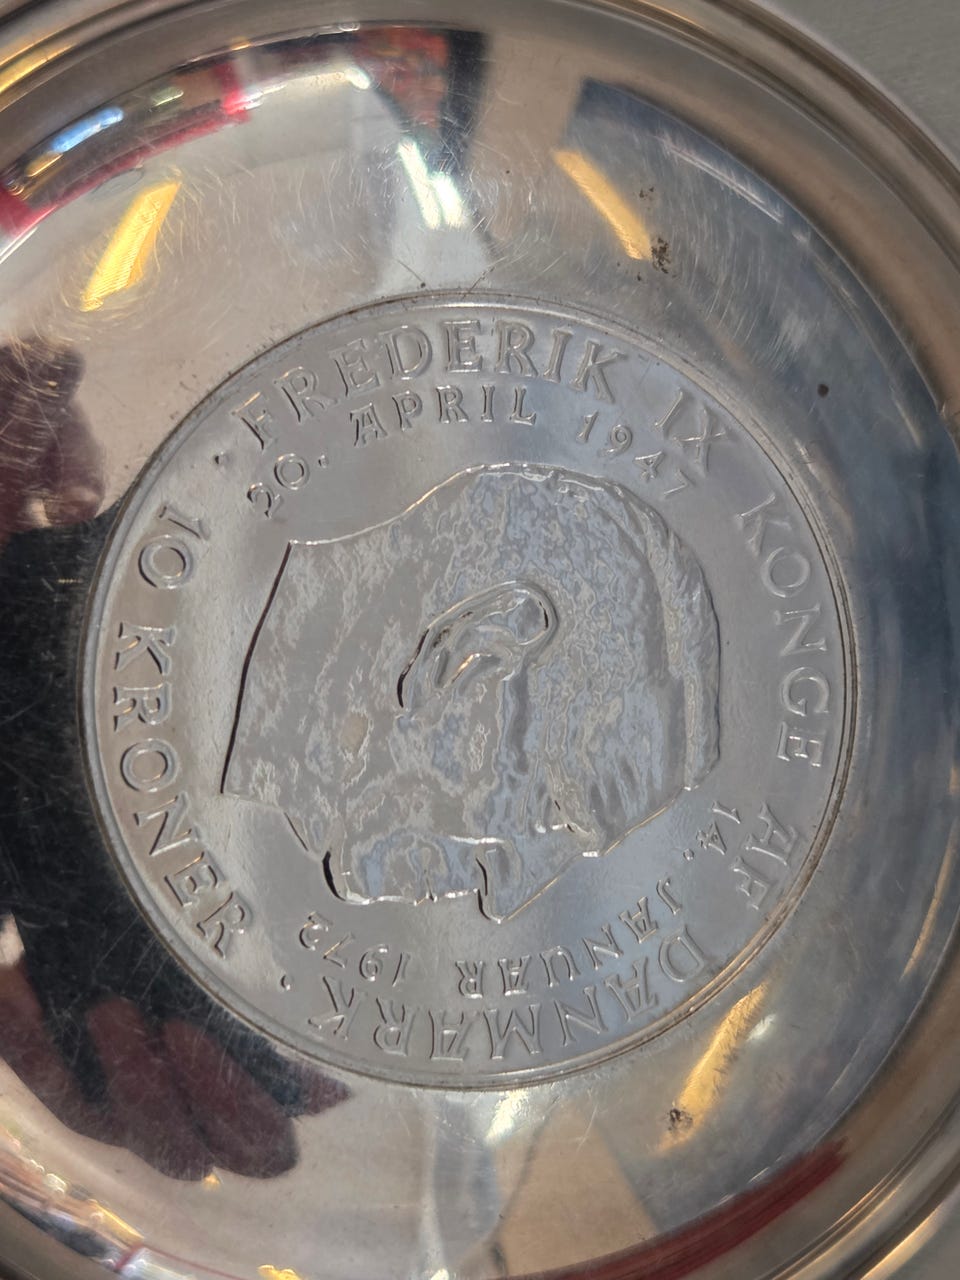 · FREDERIK IX KONGE AF DANMARK ·
10 KRONER
20. APRIL 1947
14. JANUAR 1972